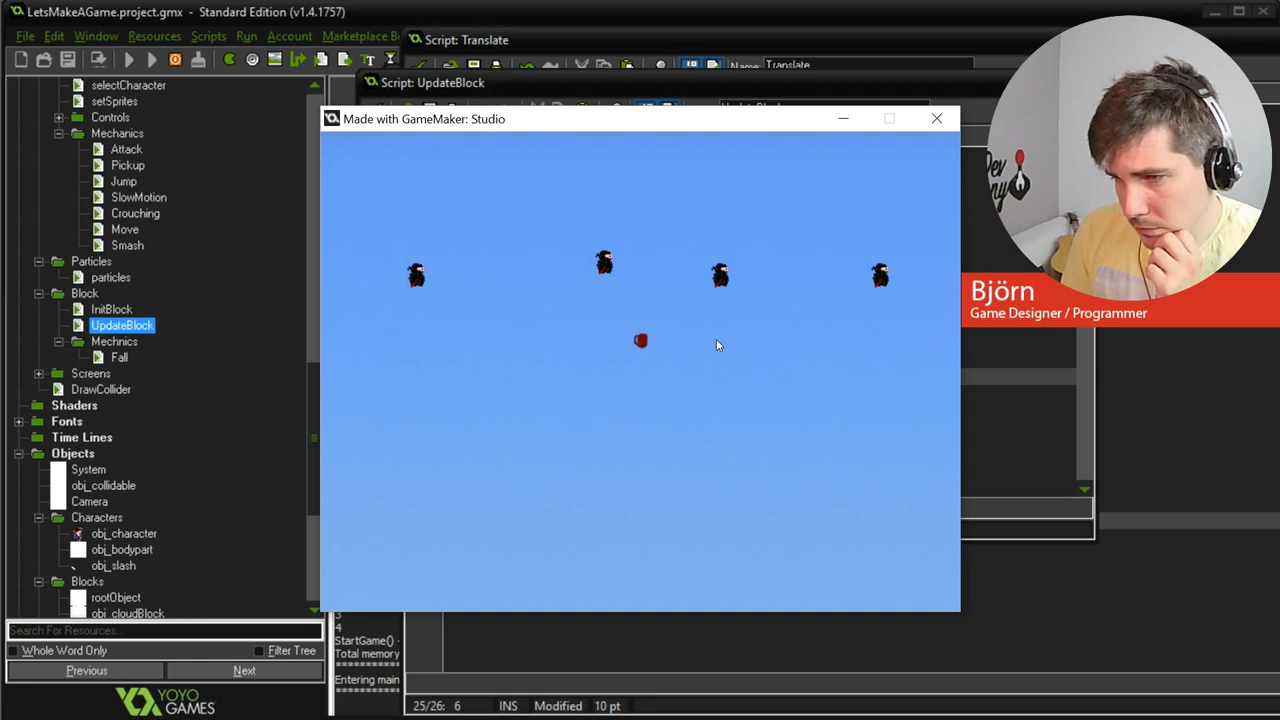 LetsMakeAGame.project.gmx - Standard Edition (v1.4.1757)
File Edit Window Resources Scripts Run Account Marketplace
Script: Translate
Name: Translate
Script: UpdateBlock
Made with GameMaker: Studio
selectCharacter
setSprites
Controls
Mechanics
Attack
Pickup
Jump
SlowMotion
Crouching
Move
Smash
Particles
particles
Block
InitBlock
UpdateBlock
Mechnics
Fall
Screens
DrawCollider
Shaders
Fonts
Time Lines
Objects
System
obj_collidable
Camera
Characters
obj_character
obj_bodypart
obj_slash
Blocks
rootObject
obj_cloudBlock
Search For Resources...
Whole Word Only
Filter Tree
Previous
Next
YOYO
GAMES
3
4
StartGame() -
Total memory
**********
Entering main
**********
25/26: 6 INS Modified 10 pt
Dev
Björn
Game Designer / Programmer